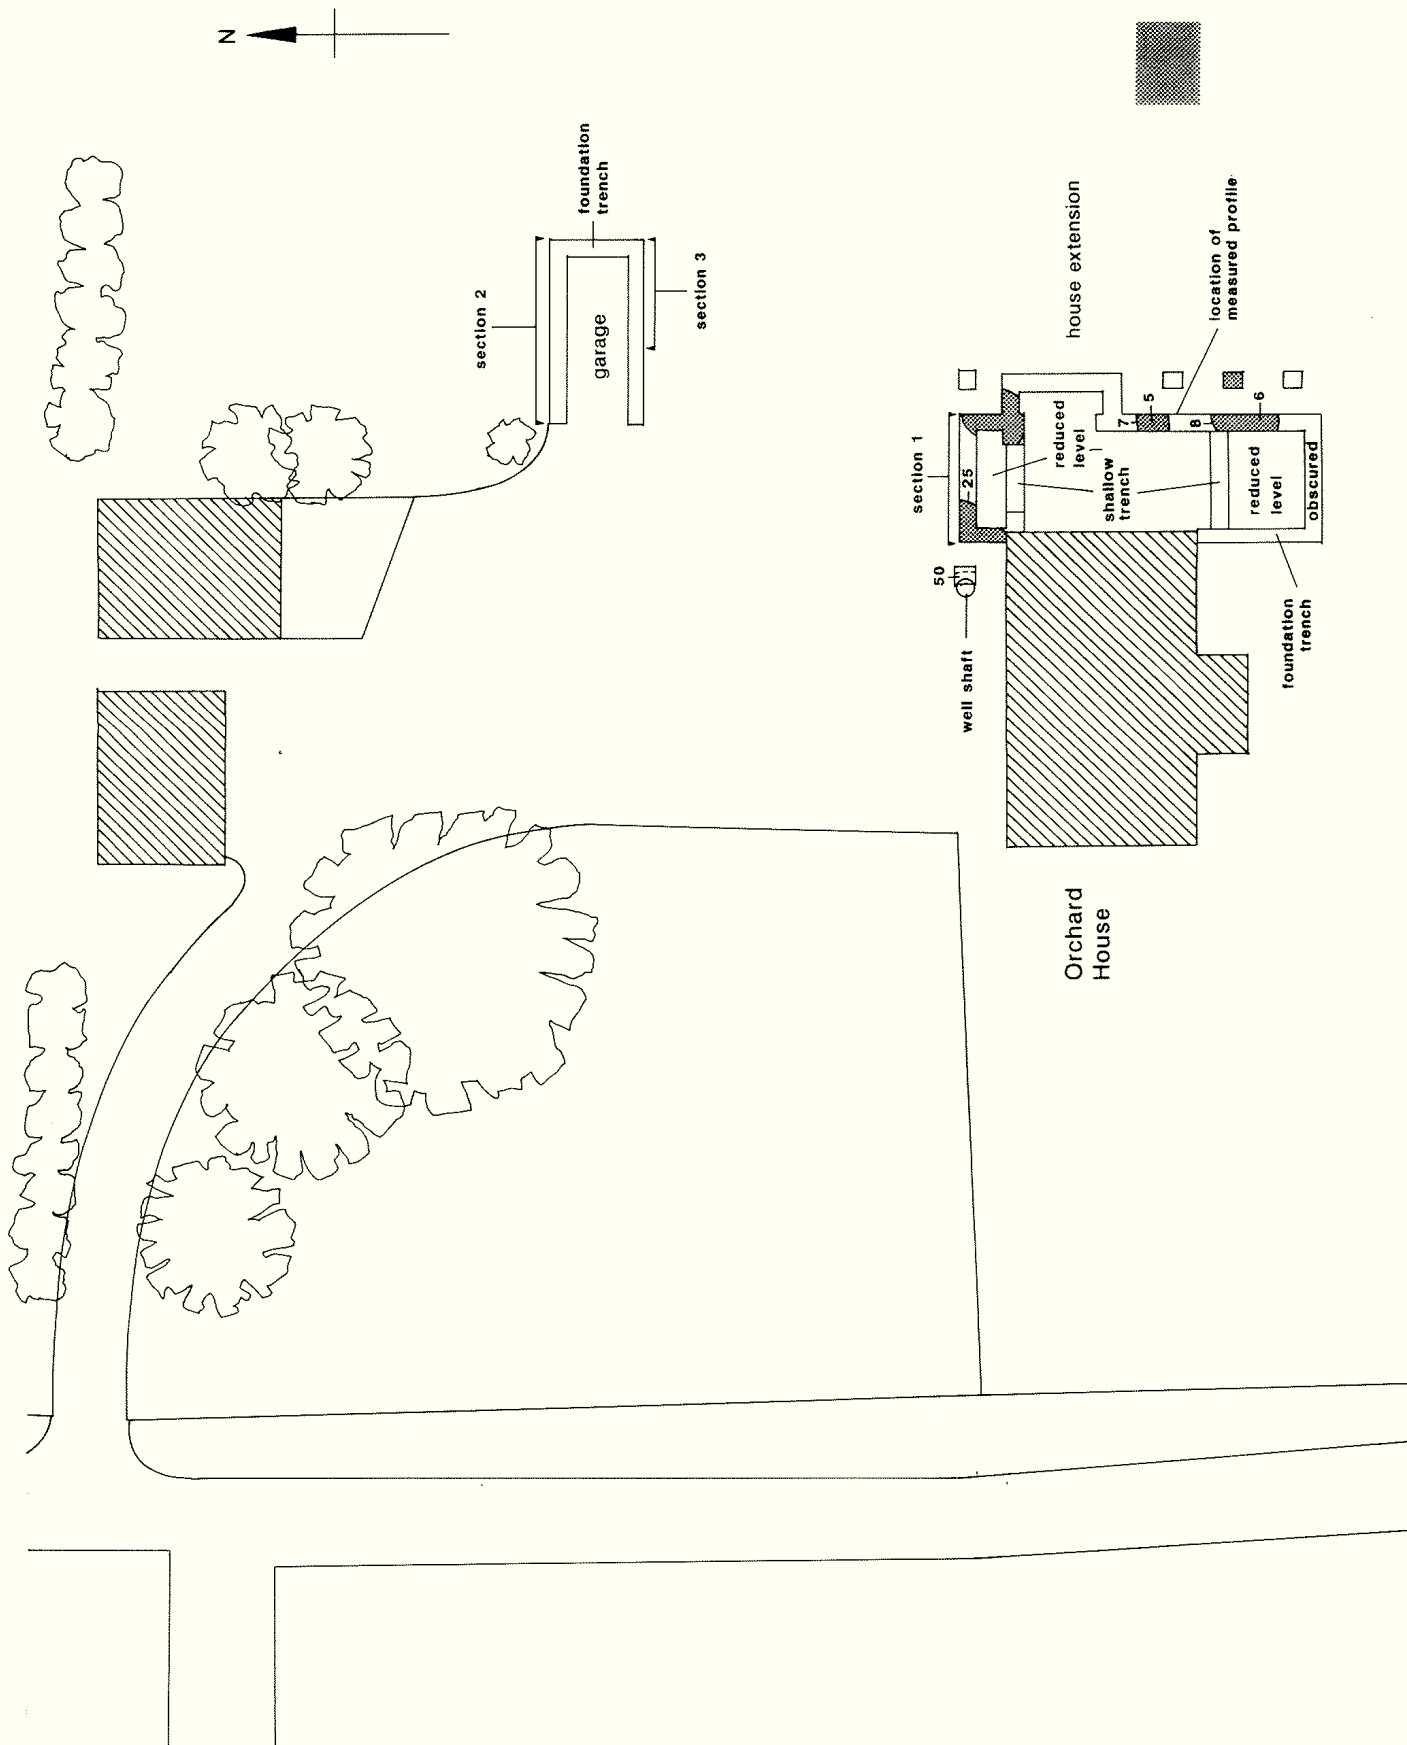 N
foundation
trench
section 2
garage
section 3
house extension
location of
measured profile
section 1
25
reduced
level
shallow
trench
7
5
8
6
reduced
level
obscured
50
well shaft
foundation
trench
Orchard
House